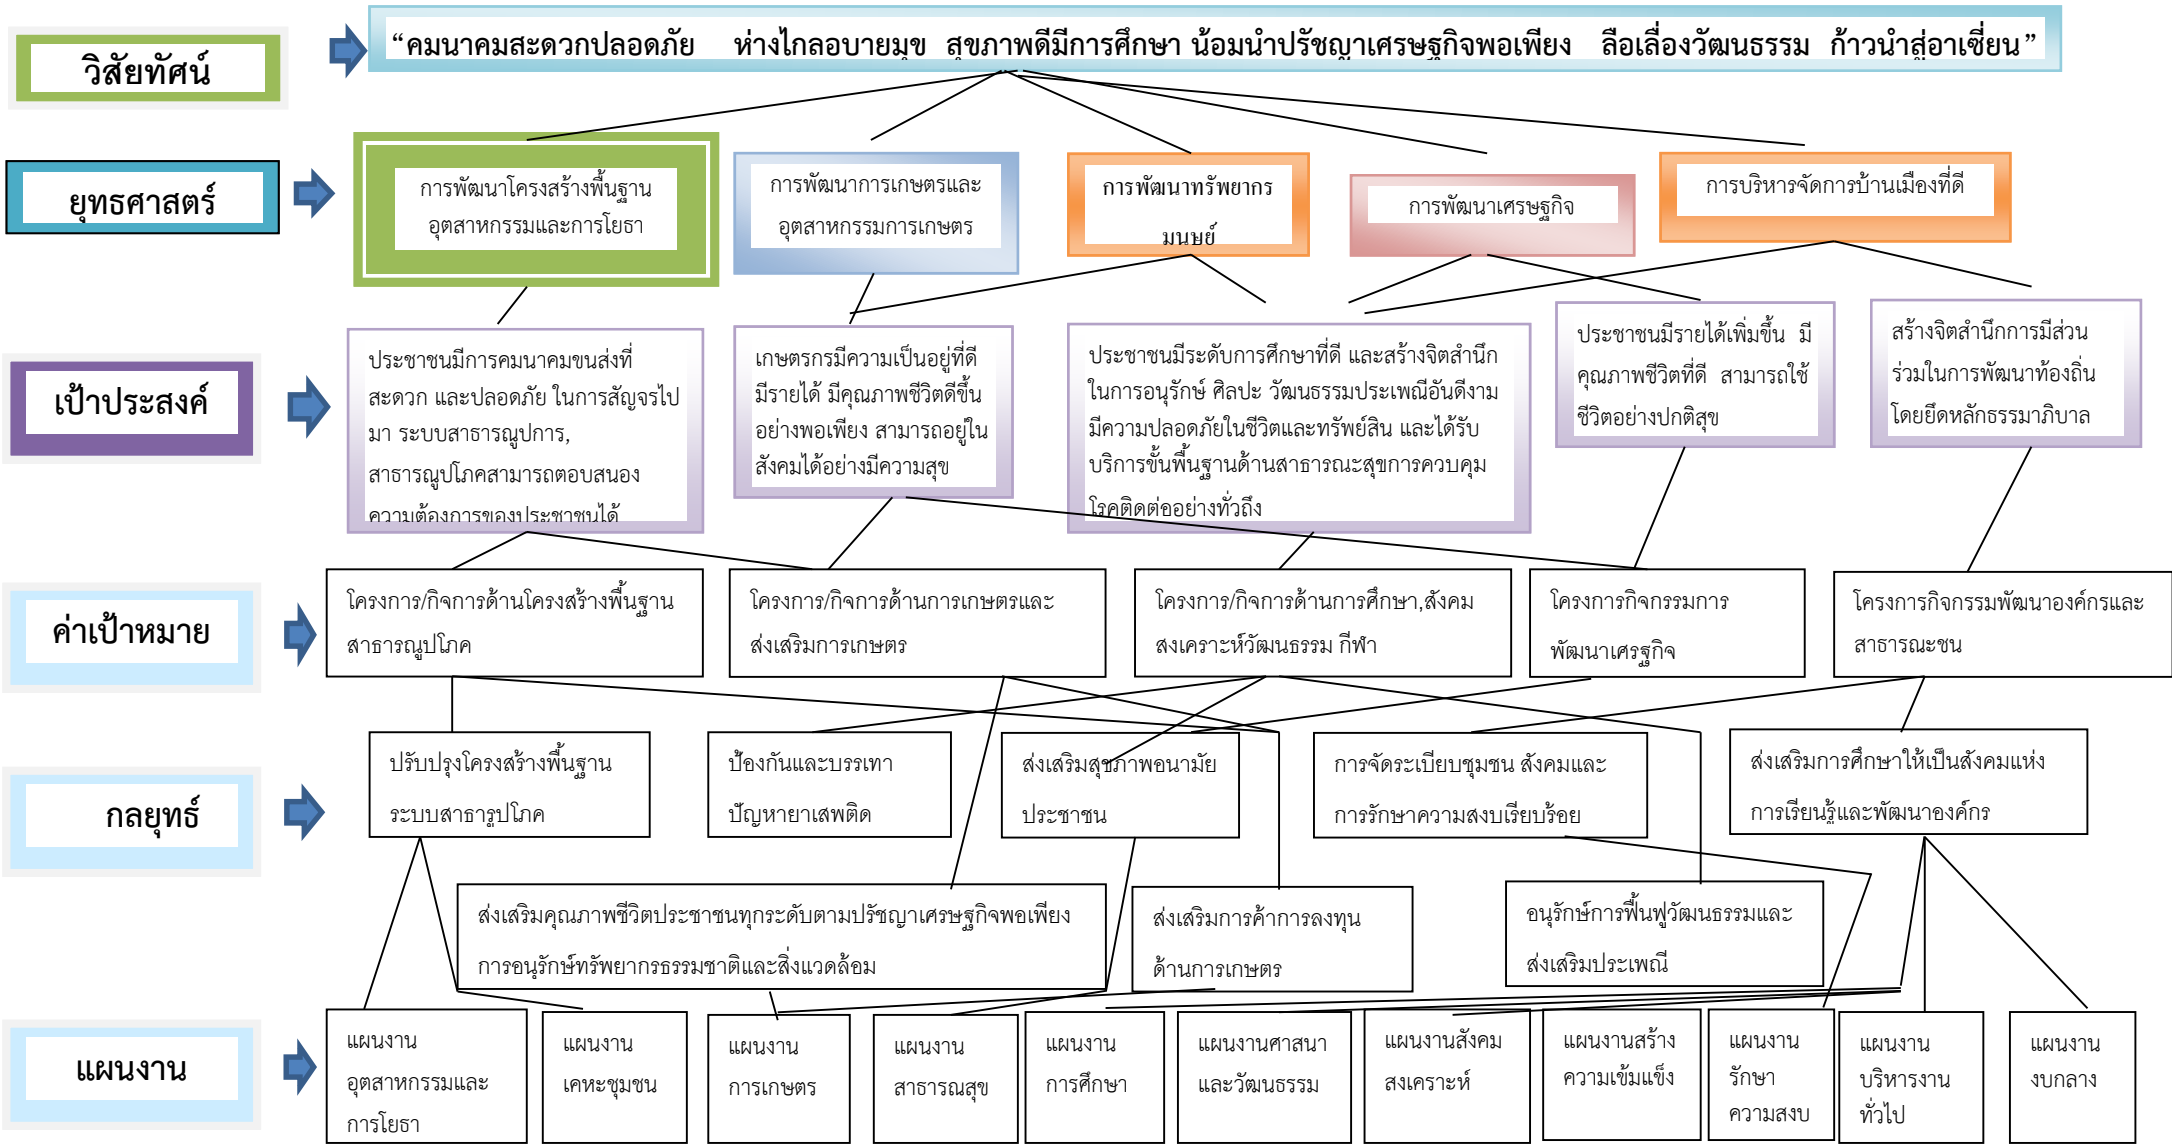 วิสัยทัศน์
“คมนาคมสะดวกปลอดภัย ห่างไกลอบายมุข สุขภาพดีมีการศึกษา น้อมนำปรัชญาเศรษฐกิจพอเพียง ลือเลื่องวัฒนธรรม ก้าวนำสู่อาเซี่ยน”
ยุทธศาสตร์
การพัฒนาโครงสร้างพื้นฐาน
อุตสาหกรรมและการโยธา
การพัฒนาการเกษตรและ
อุตสาหกรรมการเกษตร
การพัฒนาทรัพยากร
มนุษย์
การพัฒนาเศรษฐกิจ
การบริหารจัดการบ้านเมืองที่ดี
เป้าประสงค์
ประชาชนมีการคมนาคมขนส่งที่
สะดวก และปลอดภัย ในการสัญจรไป
มา ระบบสาธารณูปการ,
สาธารณูปโภคสามารถตอบสนอง
ความต้องการของประชาชนได้
เกษตรกรมีความเป็นอยู่ที่ดี
มีรายได้ มีคุณภาพชีวิตดีขึ้น
อย่างพอเพียง สามารถอยู่ใน
สังคมได้อย่างมีความสุข
ประชาชนมีระดับการศึกษาที่ดี และสร้างจิตสำนึก
ในการอนุรักษ์ ศิลปะ วัฒนธรรมประเพณีอันดีงาม
มีความปลอดภัยในชีวิตและทรัพย์สิน และได้รับ
บริการขั้นพื้นฐานด้านสาธารณะสุขการควบคุม
โรคติดต่ออย่างทั่วถึง
ประชาชนมีรายได้เพิ่มขึ้น มี
คุณภาพชีวิตที่ดี สามารถใช้
ชีวิตอย่างปกติสุข
สร้างจิตสำนึกการมีส่วน
ร่วมในการพัฒนาท้องถิ่น
โดยยึดหลักธรรมาภิบาล
ค่าเป้าหมาย
โครงการ/กิจการด้านโครงสร้างพื้นฐาน
สาธารณูปโภค
โครงการ/กิจการด้านการเกษตรและ
ส่งเสริมการเกษตร
โครงการ/กิจการด้านการศึกษา,สังคม
สงเคราะห์วัฒนธรรม กีฬา
โครงการกิจกรรมการ
พัฒนาเศรฐกิจ
โครงการกิจกรรมพัฒนาองค์กรและ
สาธารณะชน
กลยุทธ์
ปรับปรุงโครงสร้างพื้นฐาน
ระบบสาธารูปโภค
ป้องกันและบรรเทา
ปัญหายาเสพติด
ส่งเสริมสุขภาพอนามัย
ประชาชน
การจัดระเบียบชุมชน สังคมและ
การรักษาความสงบเรียบร้อย
ส่งเสริมการศึกษาให้เป็นสังคมแห่ง
การเรียนรู้และพัฒนาองค์กร
ส่งเสริมคุณภาพชีวิตประชาชนทุกระดับตามปรัชญาเศรษฐกิจพอเพียง
การอนุรักษ์ทรัพยากรธรรมชาติและสิ่งแวดล้อม
ส่งเสริมการค้าการลงทุน
ด้านการเกษตร
อนุรักษ์การฟื้นฟูวัฒนธรรมและ
ส่งเสริมประเพณี
แผนงาน
แผนงาน
อุตสาหกรรมและ
การโยธา
แผนงาน
เคหะชุมชน
แผนงาน
การเกษตร
แผนงาน
สาธารณสุข
แผนงาน
การศึกษา
แผนงานศาสนา
และวัฒนธรรม
แผนงานสังคม
สงเคราะห์
แผนงานสร้าง
ความเข้มแข็ง
แผนงาน
รักษา
ความสงบ
แผนงาน
บริหารงาน
ทั่วไป
แผนงาน
งบกลาง